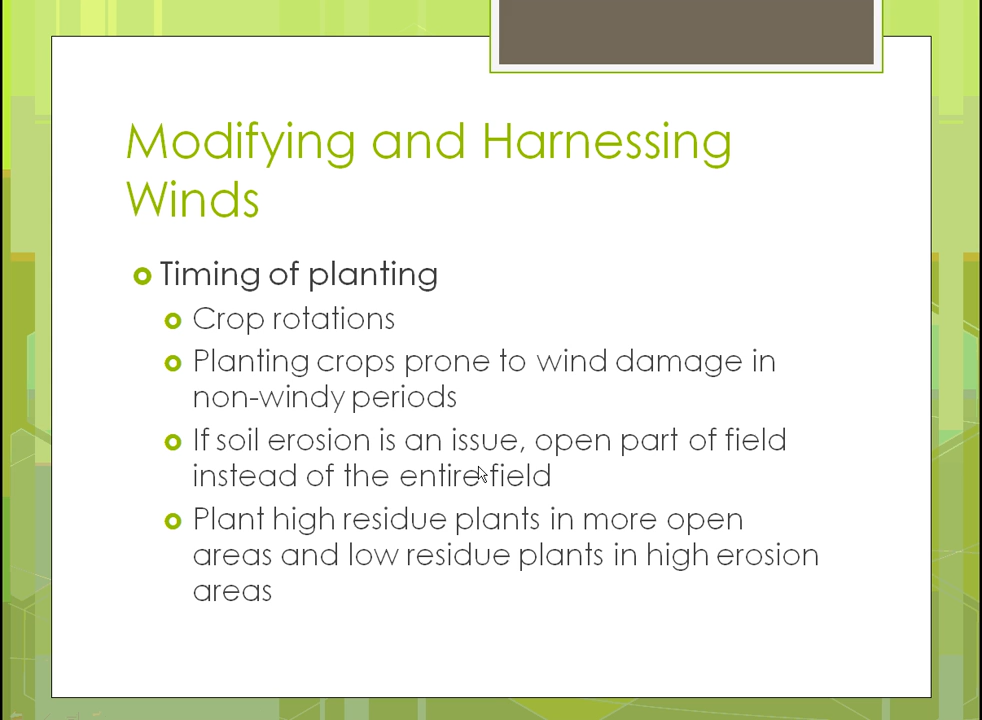 Modifying and Harnessing
Winds
Timing of planting
Crop rotations
Planting crops prone to wind damage in
non-windy periods
If soil erosion is an issue, open part of field
instead of the entire field
Plant high residue plants in more open
areas and low residue plants in high erosion
areas